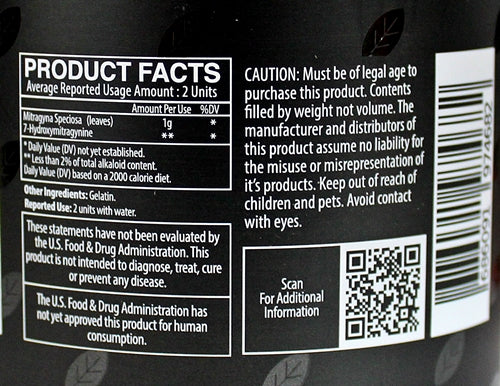 PRODUCT FACTS
Average Reported Usage Amount : 2 Units
Amount Per Use %DV
Mitragyna Speciosa (leaves) 1g *
7-Hydroxymitragynine ** *
* Daily Value (DV) not yet established.
** Less than 2% of total alkaloid content.
Daily Value (DV) based on a 2000 calorie diet.
Other Ingredients: Gelatin.
Reported Use: 2 units with water.
These statements have not been evaluated by
the U.S. Food & Drug Administration. This
product is not intended to diagnose, treat, cure
or prevent any disease.
The U.S. Food & Drug Administration has
not yet approved this product for human
consumption.
CAUTION: Must be of legal age to
purchase this product. Contents
filled by weight not volume. The
manufacturer and distributors of
this product assume no liability for
the misuse or misrepresentation of
it's products. Keep out of reach of
children and pets. Avoid contact
with eyes.
Scan
For Additional
Information
686091 974682